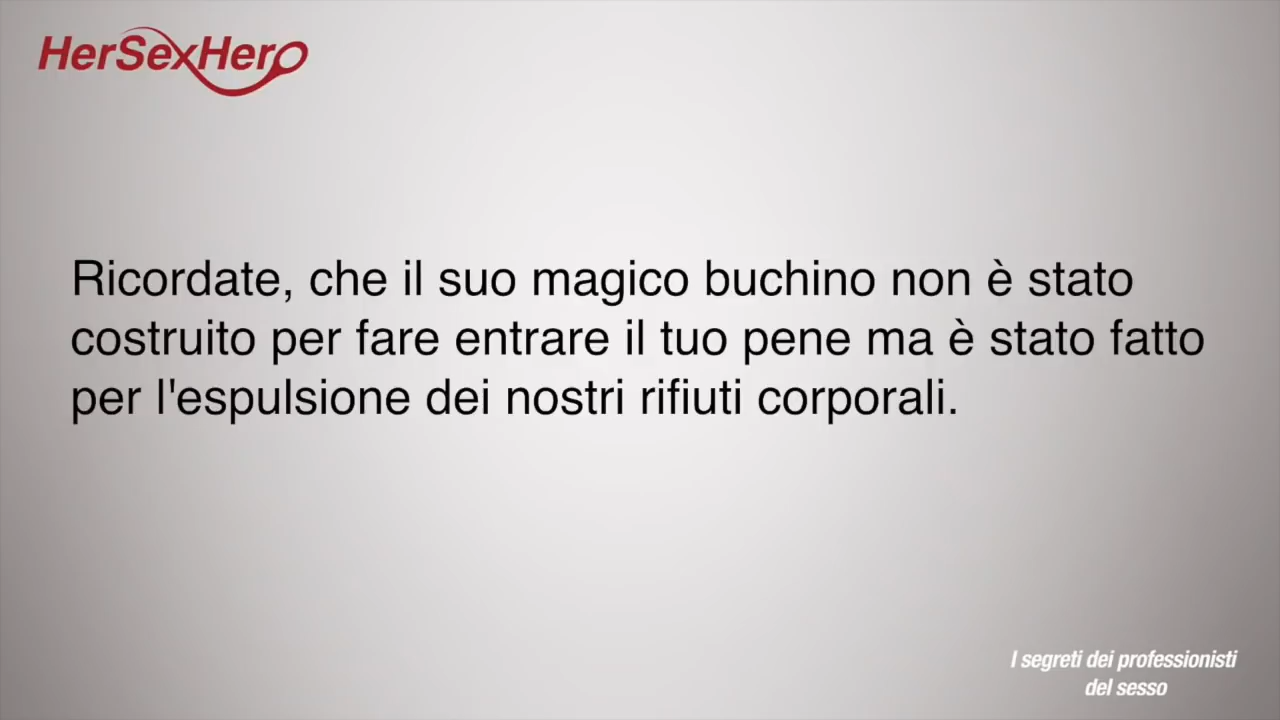 HerSexHero
Ricordate, che il suo magico buchino non è stato
costruito per fare entrare il tuo pene ma è stato fatto
per l'espulsione dei nostri rifiuti corporali.
I segreti dei professionisti
del sesso